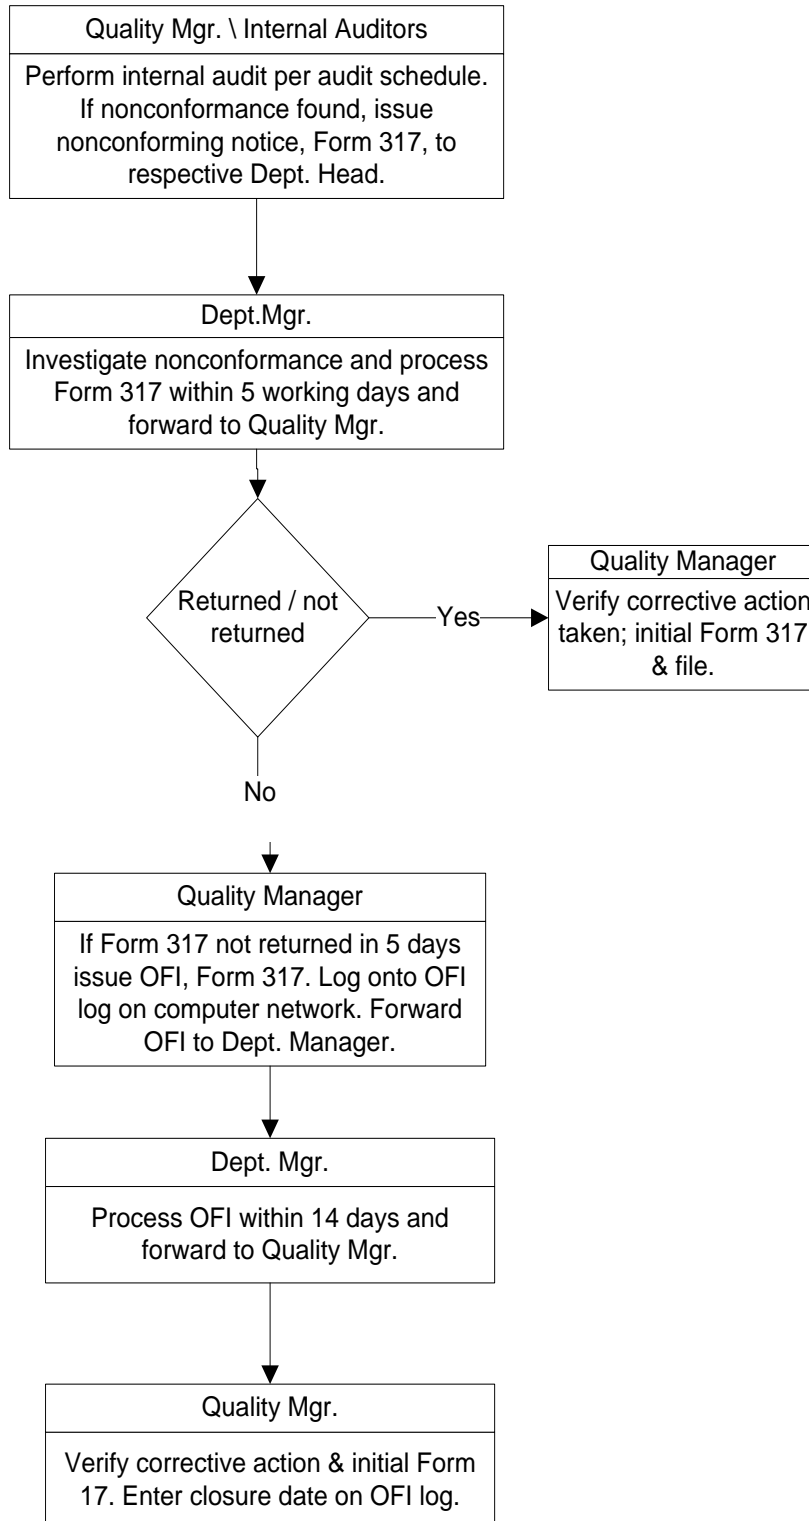 Quality Mgr. \ Internal Auditors
Perform internal audit per audit schedule.
If nonconformance found, issue
nonconforming notice, Form 317, to
respective Dept. Head.
Dept.Mgr.
Investigate nonconformance and process
Form 317 within 5 working days and
forward to Quality Mgr.
Returned / not
returned
Yes
Quality Manager
Verify corrective action
taken; initial Form 317
& file.
No
Quality Manager
If Form 317 not returned in 5 days
issue OFI, Form 317. Log onto OFI
log on computer network. Forward
OFI to Dept. Manager.
Dept. Mgr.
Process OFI within 14 days and
forward to Quality Mgr.
Quality Mgr.
Verify corrective action & initial Form
17. Enter closure date on OFI log.